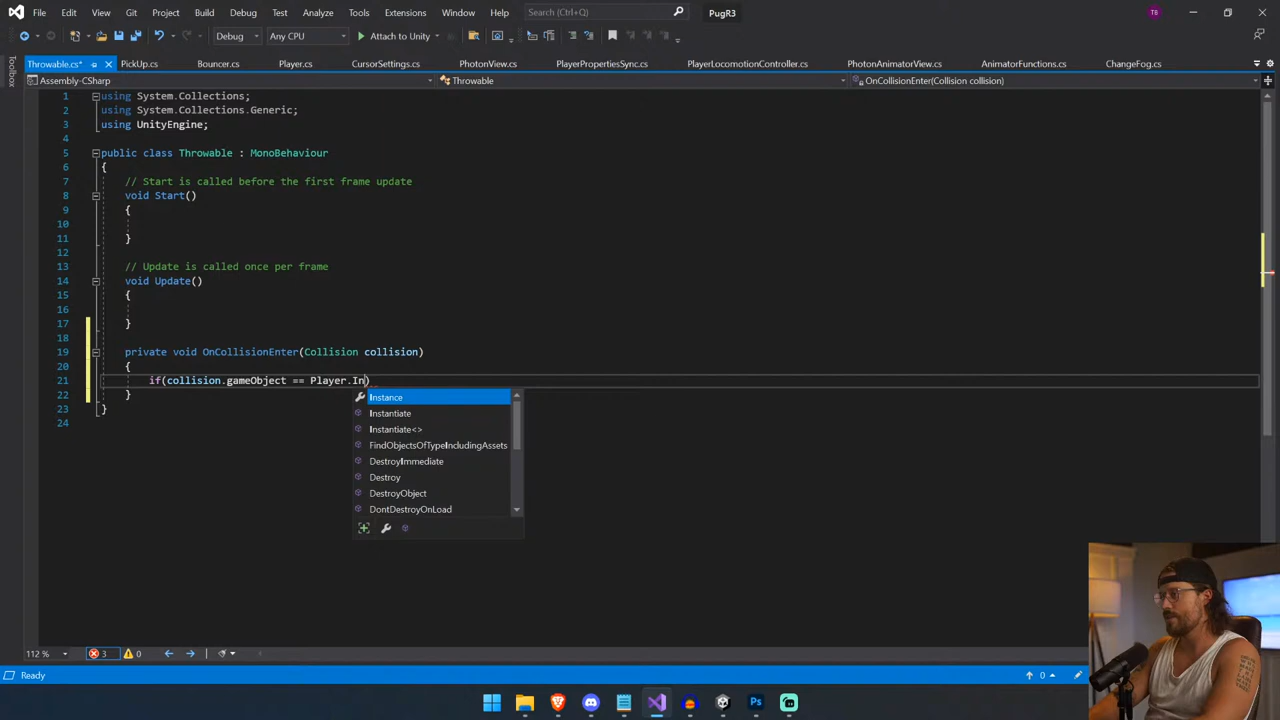 File Edit View Git Project Build Debug Test Analyze Tools Extensions Window Help Search (Ctrl+Q) PugR3 T8
Debug Any CPU Attach to Unity
Throwable.cs* PickUp.cs Bouncer.cs Player.cs CursorSettings.cs PhotonView.cs PlayerPropertiesSync.cs PlayerLocomotionController.cs PhotonAnimatorView.cs AnimatorFunctions.cs ChangeFog.cs
Toolbox
Assembly-CSharp Throwable OnCollisionEnter(Collision collision)
1 using System.Collections;
2 using System.Collections.Generic;
3 using UnityEngine;
4
5 public class Throwable : MonoBehaviour
6 {
7 // Start is called before the first frame update
8 void Start()
9 {
10
11 }
12
13 // Update is called once per frame
14 void Update()
15 {
16
17 }
18
19 private void OnCollisionEnter(Collision collision)
20 {
21 if(collision.gameObject == Player.In)
22 }
23 }
24
Instance
Instantiate
Instantiate<>
FindObjectsOfTypeIncludingAssets
DestroyImmediate
Destroy
DestroyObject
DontDestroyOnLoad
112 % 3 0
Ready 0